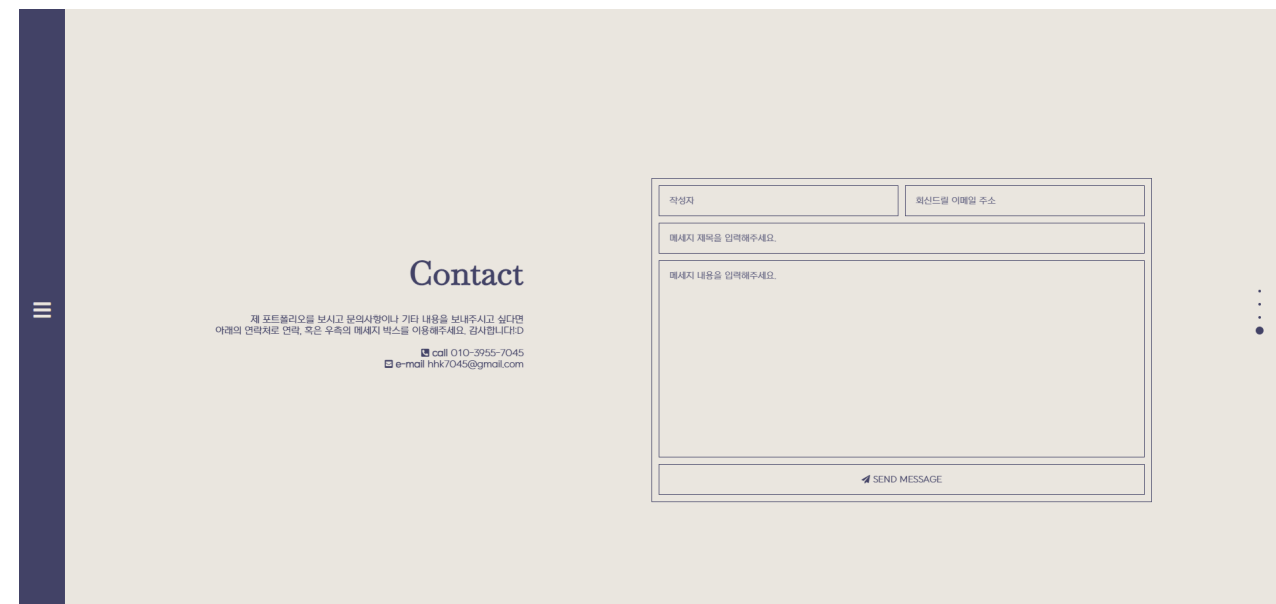 Contact
제 포트폴리오를 보시고 문의사항이나 기타 내용을 보내주시고 싶다면
아래의 연락처로 연락, 혹은 우측의 메세지 박스를 이용해주세요. 감사합니다!:D
call 010-3955-7045
e-mail hhk7045@gmail.com
작성자
회신드릴 이메일 주소
메세지 제목을 입력해주세요.
메세지 내용을 입력해주세요.
SEND MESSAGE